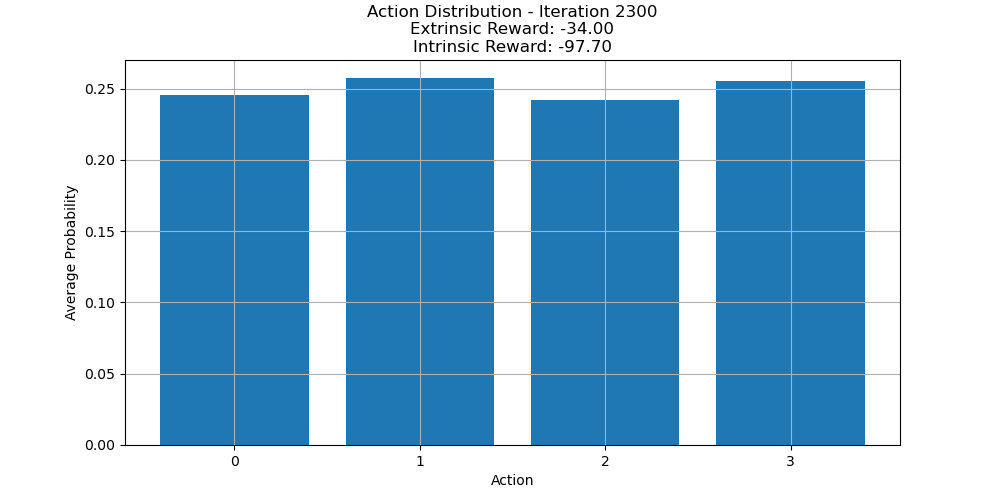 Action Distribution - Iteration 2300
Extrinsic Reward: -34.00
Intrinsic Reward: -97.70
Average Probability
0.25
0.20
0.15
0.10
0.05
0.00
0 1 2 3
Action